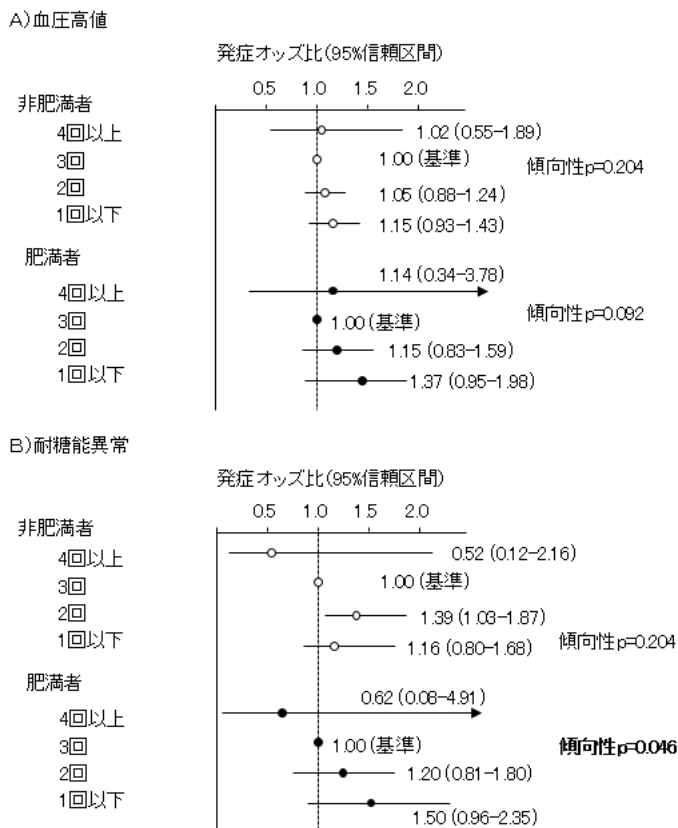 A)血圧高値
発症オッズ比(95%信頼区間)
0.5 1.0 1.5 2.0
非肥満者
4回以上 1.02 (0.55-1.89)
3回 1.00 (基準) 傾向性p=0.204
2回 1.05 (0.88-1.24)
1回以下 1.15 (0.93-1.43)
肥満者
4回以上 1.14 (0.34-3.78)
3回 1.00 (基準) 傾向性p=0.092
2回 1.15 (0.83-1.59)
1回以下 1.37 (0.95-1.98)
B)耐糖能異常
発症オッズ比(95%信頼区間)
0.5 1.0 1.5 2.0
非肥満者
4回以上 0.52 (0.12-2.16)
3回 1.00 (基準)
2回 1.39 (1.03-1.87)
1回以下 1.16 (0.80-1.68) 傾向性p=0.204
肥満者
4回以上 0.62 (0.08-4.91)
3回 1.00 (基準) 傾向性p=0.046
2回 1.20 (0.81-1.80)
1回以下 1.50 (0.96-2.35)